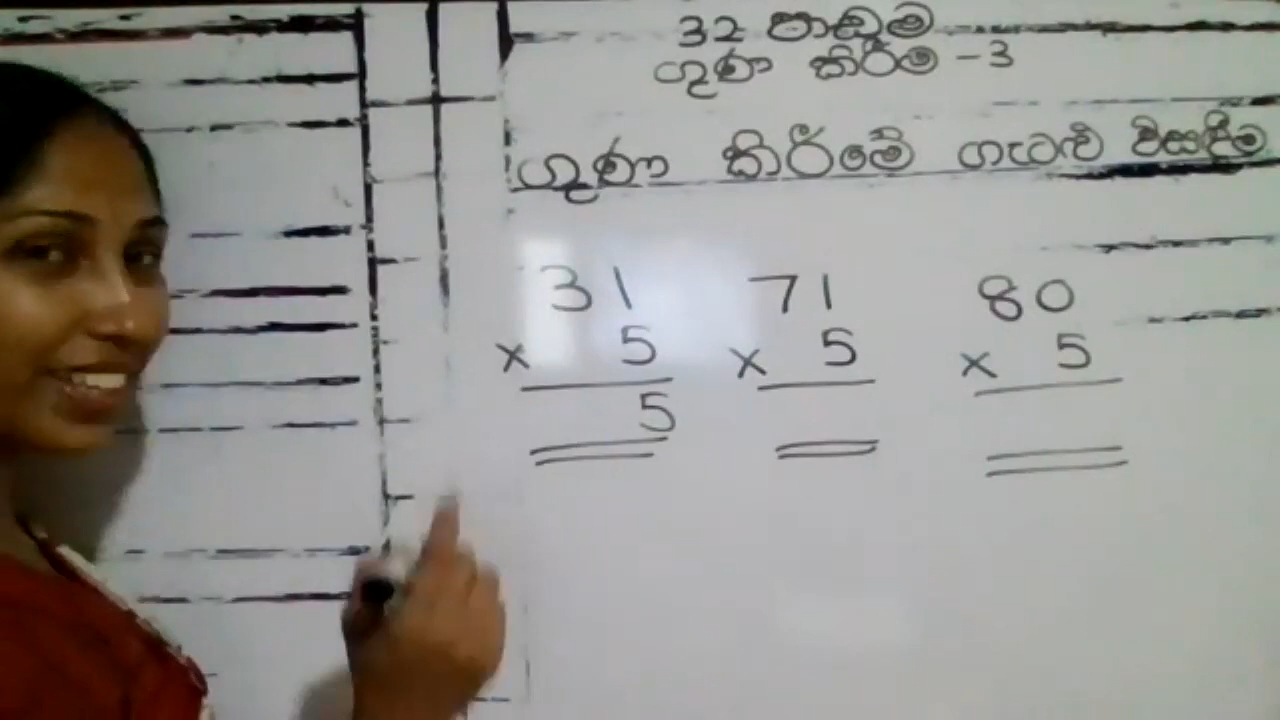 32 පාඩම
ගුණ කිරීම - 3
ගුණ කිරීමේ ගැටළු විසඳීම
31 71 80
x 5 x 5 x 5
5